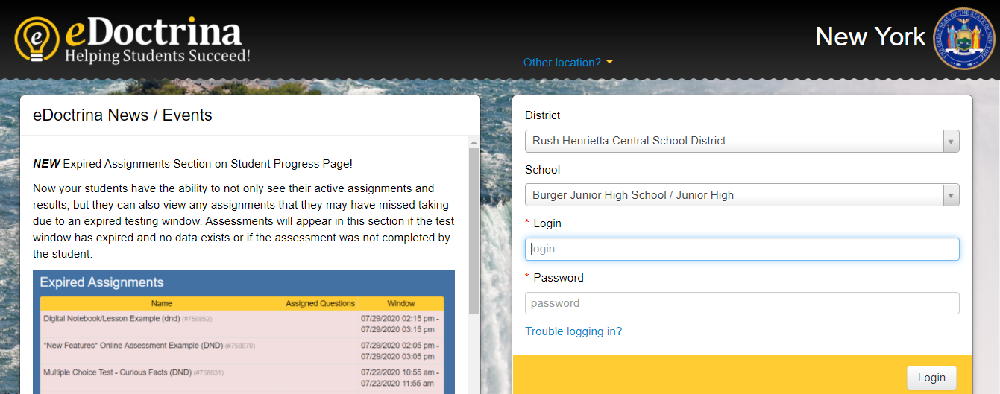 eDoctrina
Helping Students Succeed!
Other location?
New York
eDoctrina News / Events
NEW Expired Assignments Section on Student Progress Page!
Now your students have the ability to not only see their active assignments and
results, but they can also view any assignments that they may have missed taking
due to an expired testing window. Assessments will appear in this section if the test
window has expired and no data exists or if the assessment was not completed by
the student.
Expired Assignments
Name Assigned Questions Window
Digital Notebook/Lesson Example (dnd) (#758852) 07/29/2020 02:15 pm -
07/29/2020 03:15 pm
"New Features" Online Assessment Example (DND) (#758870) 07/29/2020 02:05 pm -
07/29/2020 03:05 pm
Multiple Choice Test - Curious Facts (DND) (#758831) 07/22/2020 10:55 am -
07/22/2020 11:55 am
District
Rush Henrietta Central School District
School
Burger Junior High School / Junior High
* Login
login
* Password
password
Trouble logging in?
Login